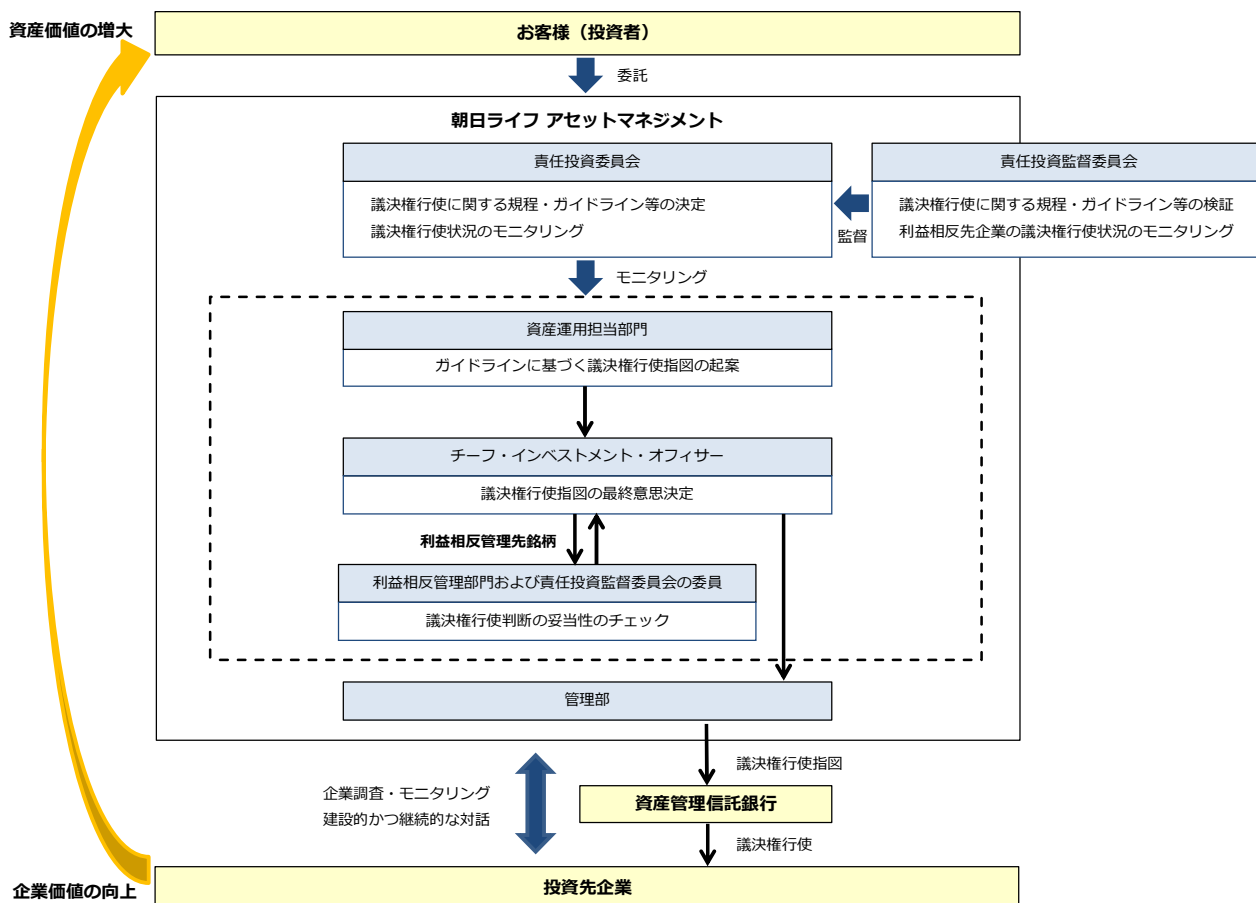 資産価値の増大
お客様（投資者）
委託
朝日ライフ アセットマネジメント
責任投資委員会
議決権行使に関する規程・ガイドライン等の決定
議決権行使状況のモニタリング
責任投資監督委員会
議決権行使に関する規程・ガイドライン等の検証
利益相反先企業の議決権行使状況のモニタリング
監督
モニタリング
資産運用担当部門
ガイドラインに基づく議決権行使指図の起案
チーフ・インベストメント・オフィサー
議決権行使指図の最終意思決定
利益相反管理先銘柄
利益相反管理部門および責任投資監督委員会の委員
議決権行使判断の妥当性のチェック
管理部
議決権行使指図
企業調査・モニタリング
建設的かつ継続的な対話
資産管理信託銀行
議決権行使
投資先企業
企業価値の向上